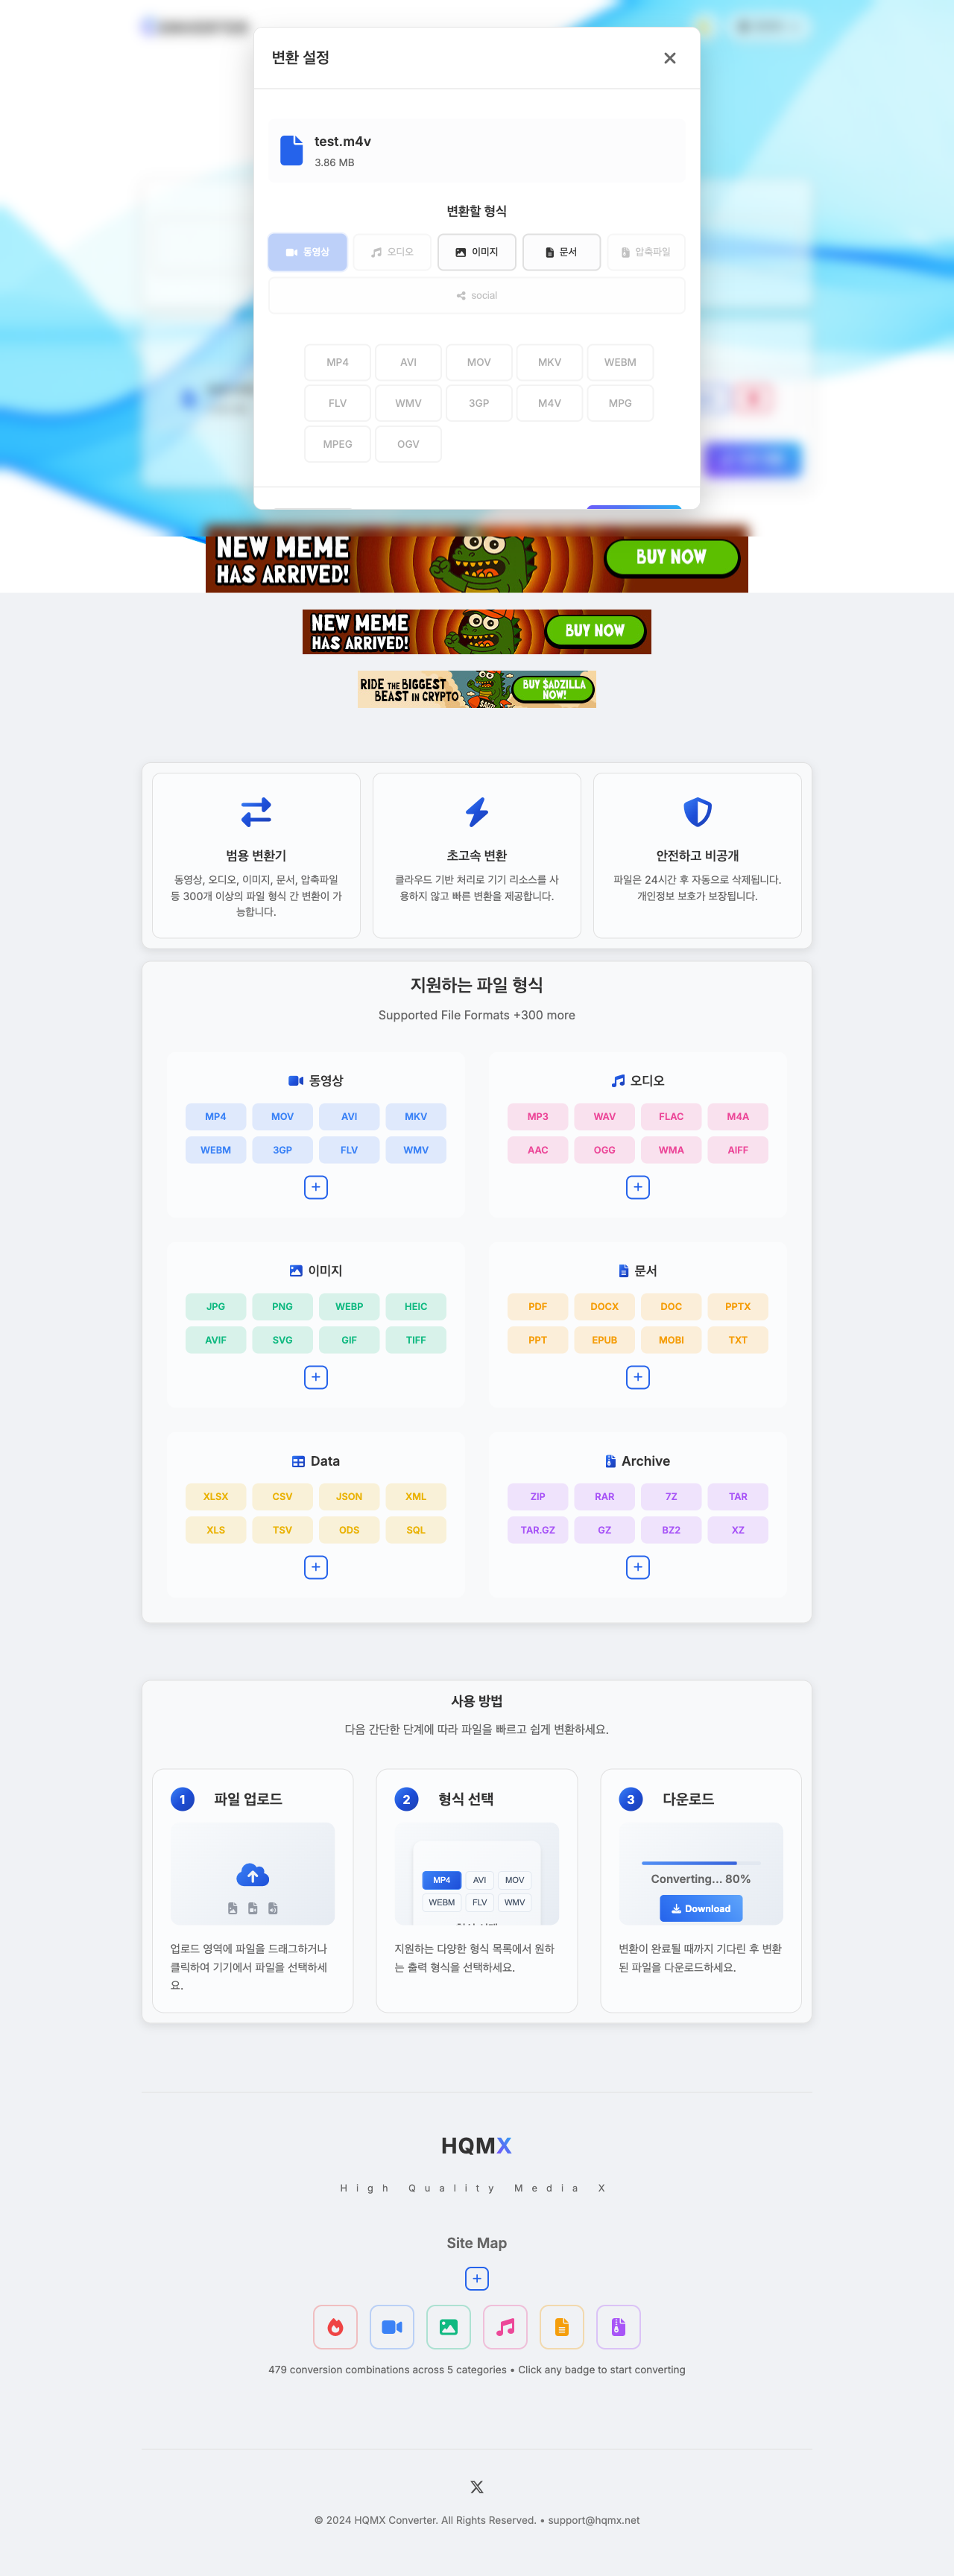 변환 설정
test.m4v
3.86 MB
변환할 형식
동영상 오디오 이미지 문서 압축파일
social
MP4 AVI MOV MKV WEBM
FLV WMV 3GP M4V MPG
MPEG OGV
NEW MEME
HAS ARRIVED!
BUY NOW
NEW MEME
HAS ARRIVED!
BUY NOW
RIDE THE BIGGEST
BEAST IN CRYPTO
BUY $ADZILLA
NOW!
범용 변환기
동영상, 오디오, 이미지, 문서, 압축파일
등 300개 이상의 파일 형식 간 변환이 가
능합니다.
초고속 변환
클라우드 기반 처리로 기기 리소스를 사
용하지 않고 빠른 변환을 제공합니다.
안전하고 비공개
파일은 24시간 후 자동으로 삭제됩니다.
개인정보 보호가 보장됩니다.
지원하는 파일 형식
Supported File Formats +300 more
동영상
MP4 MOV AVI MKV
WEBM 3GP FLV WMV
오디오
MP3 WAV FLAC M4A
AAC OGG WMA AIFF
이미지
JPG PNG WEBP HEIC
AVIF SVG GIF TIFF
문서
PDF DOCX DOC PPTX
PPT EPUB MOBI TXT
Data
XLSX CSV JSON XML
XLS TSV ODS SQL
Archive
ZIP RAR 7Z TAR
TAR.GZ GZ BZ2 XZ
사용 방법
다음 간단한 단계에 따라 파일을 빠르고 쉽게 변환하세요.
1 파일 업로드
업로드 영역에 파일을 드래그하거나
클릭하여 기기에서 파일을 선택하세
요.
2 형식 선택
MP4 AVI MOV
WEBM FLV WMV
지원하는 다양한 형식 목록에서 원하
는 출력 형식을 선택하세요.
3 다운로드
Converting... 80%
Download
변환이 완료될 때까지 기다린 후 변환
된 파일을 다운로드하세요.
HQMX
High Quality Media X
Site Map
479 conversion combinations across 5 categories • Click any badge to start converting
© 2024 HQMX Converter. All Rights Reserved. • support@hqmx.net